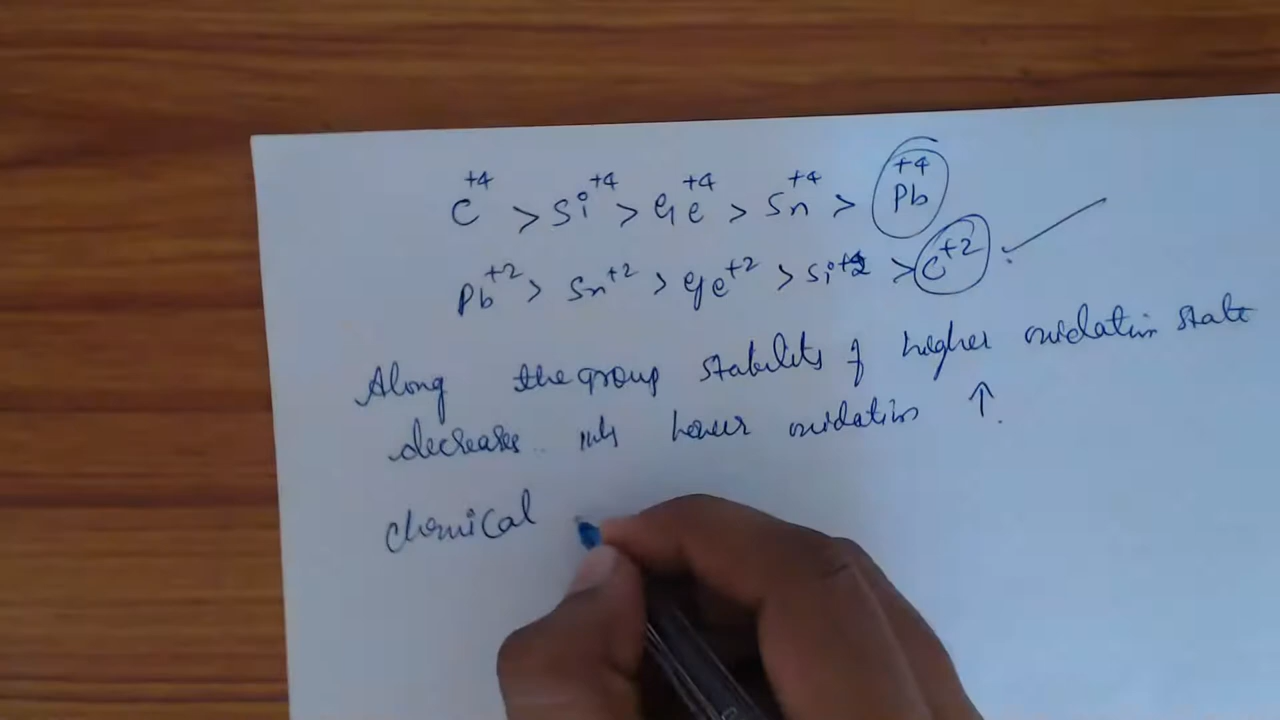 C+4 > Si+4 > Ge+4 > Sn+4 > Pb+4
Pb+2 > Sn+2 > Ge+2 > Si+2 > C+2
Along the group stability of higher oxidation state
decreases lower oxidation ↑.
chemical